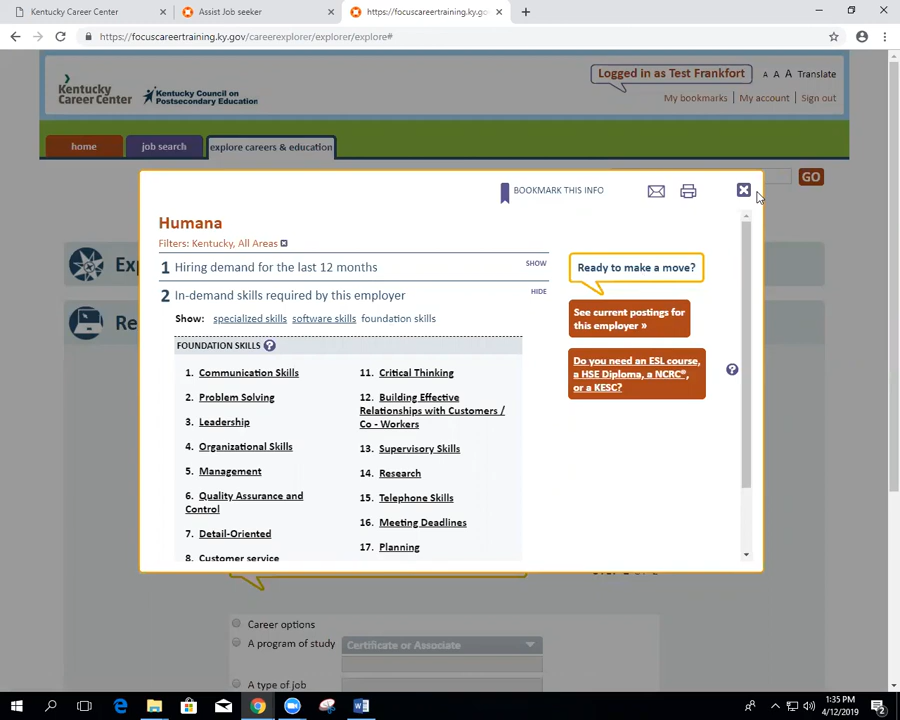 Kentucky Career Center
Assist Job seeker
https://focuscareertraining.ky.go
https://focuscareertraining.ky.gov/careerexplorer/explorer/explore#
Kentucky
Career Center
Kentucky Council on
Postsecondary Education
Logged in as Test Frankfort
A A A Translate
My bookmarks | My account | Sign out
home
job search
explore careers & education
GO
BOOKMARK THIS INFO
Humana
Filters: Kentucky, All Areas
1 Hiring demand for the last 12 months
SHOW
2 In-demand skills required by this employer
HIDE
Show: specialized skills software skills foundation skills
FOUNDATION SKILLS ?
1. Communication Skills
2. Problem Solving
3. Leadership
4. Organizational Skills
5. Management
6. Quality Assurance and
Control
7. Detail-Oriented
8. Customer service
11. Critical Thinking
12. Building Effective
Relationships with Customers /
Co - Workers
13. Supervisory Skills
14. Research
15. Telephone Skills
16. Meeting Deadlines
17. Planning
Ready to make a move?
See current postings for
this employer »
Do you need an ESL course,
a HSE Diploma, a NCRC®,
or a KESC?
?
Ex
Re
Career options
A program of study
Certificate or Associate
A type of job
1:35 PM
4/12/2019
2